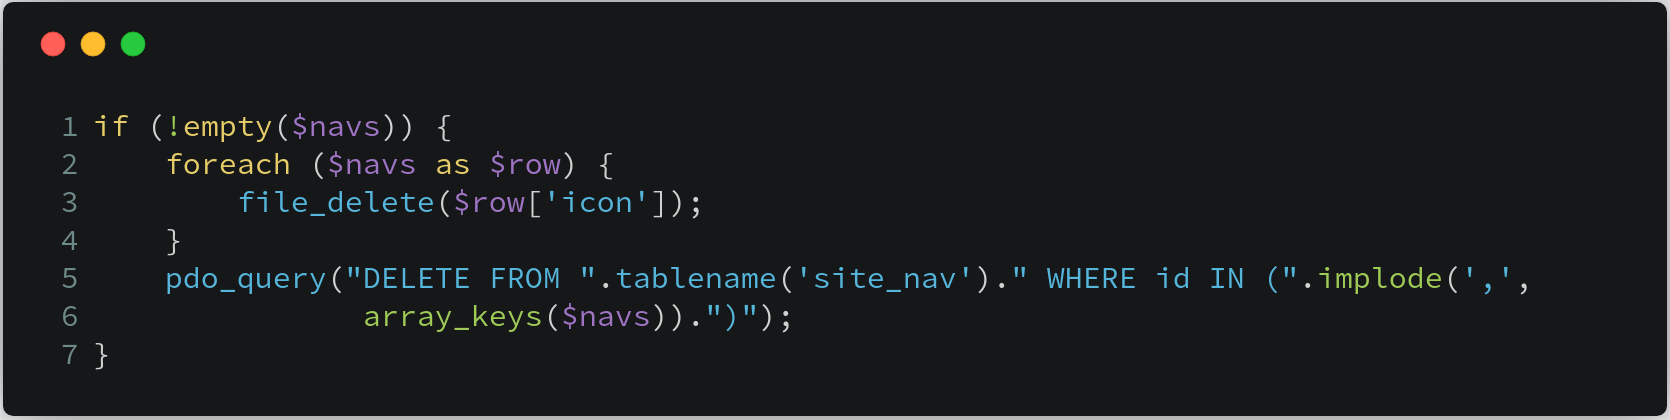 1 if (!empty($navs)) {
2     foreach ($navs as $row) {
3         file_delete($row['icon']);
4     }
5     pdo_query("DELETE FROM ".tablename('site_nav')." WHERE id IN (".implode(',',
6                array_keys($navs)).")");
7 }